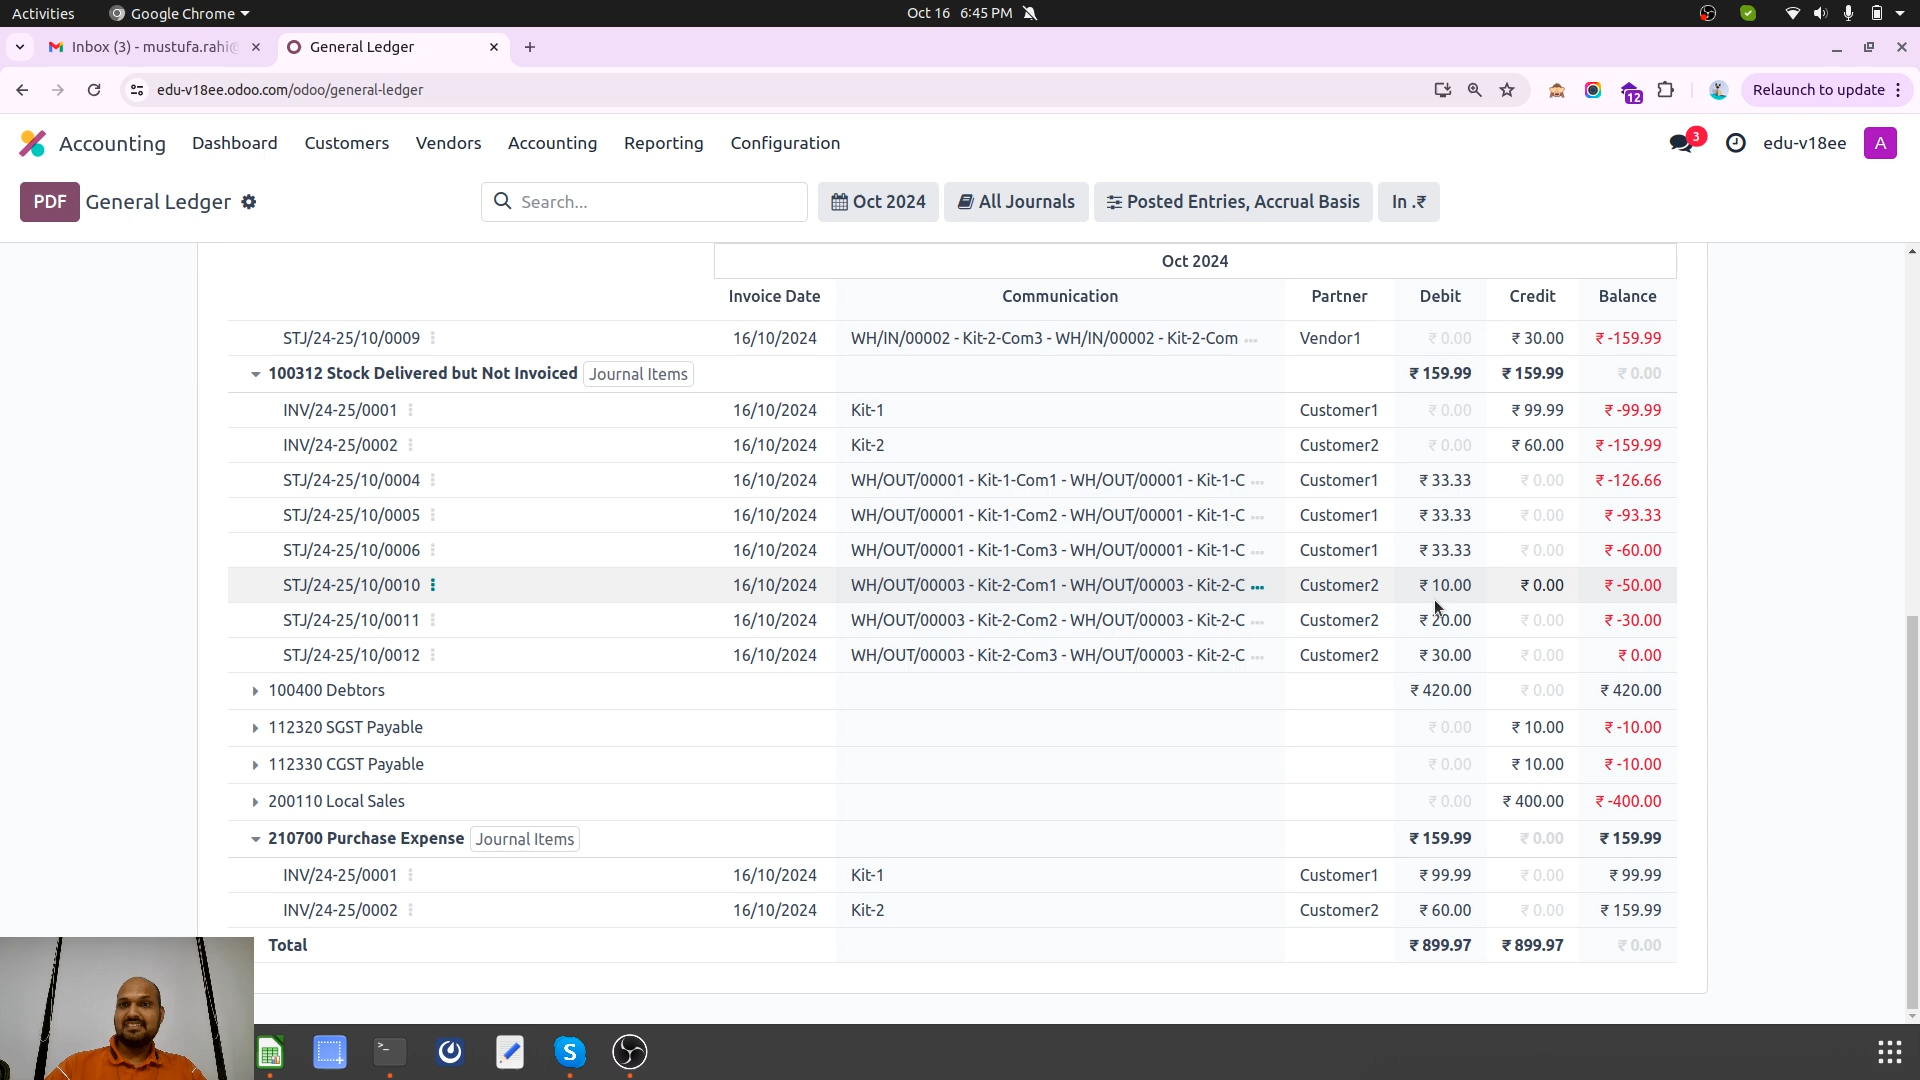 Activities Google Chrome Oct 16 6:45 PM
Inbox (3) - mustufa.rahi General Ledger
edu-v18ee.odoo.com/odoo/general-ledger 12 Relaunch to update
Accounting Dashboard Customers Vendors Accounting Reporting Configuration 3 edu-v18ee A
PDF General Ledger Search... Oct 2024 All Journals Posted Entries, Accrual Basis In .₹
Oct 2024
Invoice Date Communication Partner Debit Credit Balance
STJ/24-25/10/0009 16/10/2024 WH/IN/00002 - Kit-2-Com3 - WH/IN/00002 - Kit-2-Com ... Vendor1 ₹ 0.00 ₹ 30.00 ₹ -159.99
100312 Stock Delivered but Not Invoiced Journal Items ₹ 159.99 ₹ 159.99 ₹ 0.00
INV/24-25/0001 16/10/2024 Kit-1 Customer1 ₹ 0.00 ₹ 99.99 ₹ -99.99
INV/24-25/0002 16/10/2024 Kit-2 Customer2 ₹ 0.00 ₹ 60.00 ₹ -159.99
STJ/24-25/10/0004 16/10/2024 WH/OUT/00001 - Kit-1-Com1 - WH/OUT/00001 - Kit-1-C ... Customer1 ₹ 33.33 ₹ 0.00 ₹ -126.66
STJ/24-25/10/0005 16/10/2024 WH/OUT/00001 - Kit-1-Com2 - WH/OUT/00001 - Kit-1-C ... Customer1 ₹ 33.33 ₹ 0.00 ₹ -93.33
STJ/24-25/10/0006 16/10/2024 WH/OUT/00001 - Kit-1-Com3 - WH/OUT/00001 - Kit-1-C ... Customer1 ₹ 33.33 ₹ 0.00 ₹ -60.00
STJ/24-25/10/0010 16/10/2024 WH/OUT/00003 - Kit-2-Com1 - WH/OUT/00003 - Kit-2-C ... Customer2 ₹ 10.00 ₹ 0.00 ₹ -50.00
STJ/24-25/10/0011 16/10/2024 WH/OUT/00003 - Kit-2-Com2 - WH/OUT/00003 - Kit-2-C ... Customer2 ₹ 20.00 ₹ 0.00 ₹ -30.00
STJ/24-25/10/0012 16/10/2024 WH/OUT/00003 - Kit-2-Com3 - WH/OUT/00003 - Kit-2-C ... Customer2 ₹ 30.00 ₹ 0.00 ₹ 0.00
100400 Debtors ₹ 420.00 ₹ 0.00 ₹ 420.00
112320 SGST Payable ₹ 0.00 ₹ 10.00 ₹ -10.00
112330 CGST Payable ₹ 0.00 ₹ 10.00 ₹ -10.00
200110 Local Sales ₹ 0.00 ₹ 400.00 ₹ -400.00
210700 Purchase Expense Journal Items ₹ 159.99 ₹ 0.00 ₹ 159.99
INV/24-25/0001 16/10/2024 Kit-1 Customer1 ₹ 99.99 ₹ 0.00 ₹ 99.99
INV/24-25/0002 16/10/2024 Kit-2 Customer2 ₹ 60.00 ₹ 0.00 ₹ 159.99
Total ₹ 899.97 ₹ 899.97 ₹ 0.00